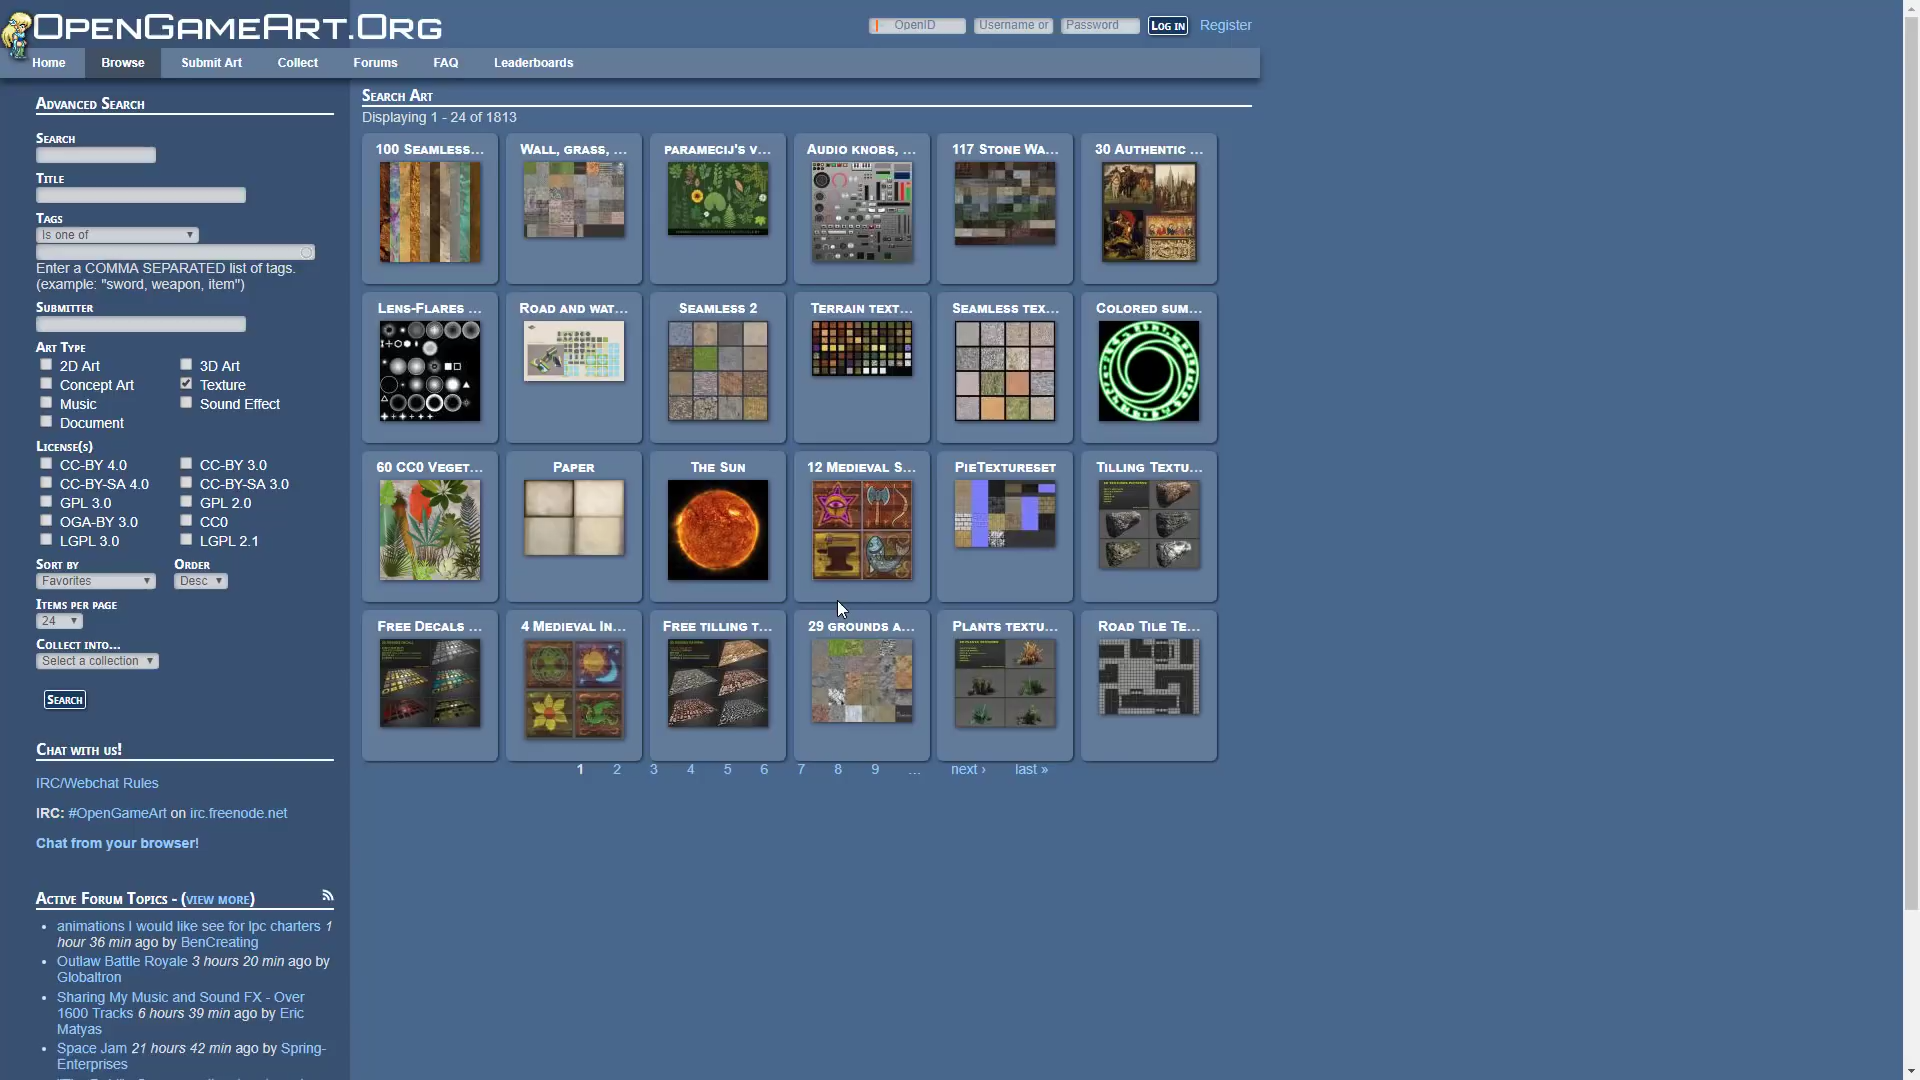 OpenGameArt.Org
OpenID
Username or
Password
Log in
Register
Home
Browse
Submit Art
Collect
Forums
FAQ
Leaderboards
Advanced Search
Search
Title
Tags
Is one of
Enter a COMMA SEPARATED list of tags.
(example: "sword, weapon, item")
Submitter
Art Type
2D Art
3D Art
Concept Art
Texture
Music
Sound Effect
Document
License(s)
CC-BY 4.0
CC-BY 3.0
CC-BY-SA 4.0
CC-BY-SA 3.0
GPL 3.0
GPL 2.0
OGA-BY 3.0
CC0
LGPL 3.0
LGPL 2.1
Sort by
Order
Favorites
Desc
Items per page
24
Collect into...
Select a collection
Search
Chat with us!
IRC/Webchat Rules
IRC: #OpenGameArt on irc.freenode.net
Chat from your browser!
Active Forum Topics - (view more)
animations I would like see for lpc charters 1
hour 36 min ago by BenCreating
Outlaw Battle Royale 3 hours 20 min ago by
Globaltron
Sharing My Music and Sound FX - Over
1600 Tracks 6 hours 39 min ago by Eric
Matyas
Space Jam 21 hours 42 min ago by Spring-
Enterprises
Search Art
Displaying 1 - 24 of 1813
100 Seamless...
Wall, grass, ...
paramecij's v...
Audio knobs, ...
117 Stone Wa...
30 Authentic ...
Lens-Flares ...
Road and wat...
Seamless 2
Terrain text...
Seamless tex...
Colored sum...
60 CC0 Veget...
Paper
The Sun
12 Medieval S...
PieTextureset
Tilling Textu...
Free Decals ...
4 Medieval In...
Free tilling t...
29 grounds a...
Plants textu...
Road Tile Te...
1 2 3 4 5 6 7 8 9 … next › last »